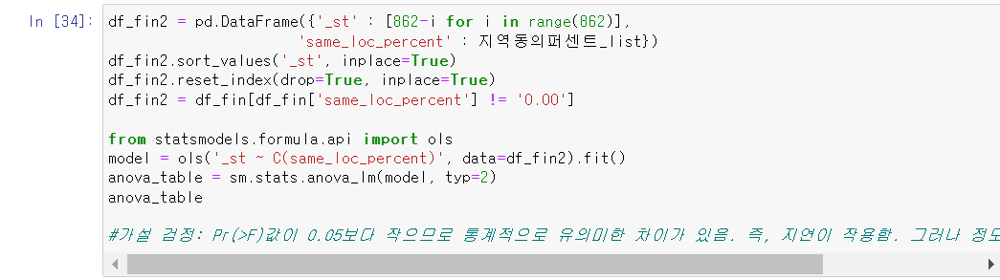 In [34]: df_fin2 = pd.DataFrame({'_st' : [862-i for i in range(862)],
'same_loc_percent' : 지역동의퍼센트_list})
df_fin2.sort_values('_st', inplace=True)
df_fin2.reset_index(drop=True, inplace=True)
df_fin2 = df_fin[df_fin['same_loc_percent'] != '0.00']
from statsmodels.formula.api import ols
model = ols('_st ~ C(same_loc_percent)', data=df_fin2).fit()
anova_table = sm.stats.anova_lm(model, typ=2)
anova_table
#가설 검정: Pr(>F)값이 0.05보다 작으므로 통계적으로 유의미한 차이가 있음. 즉, 지연이 작용함. 그러나 정도